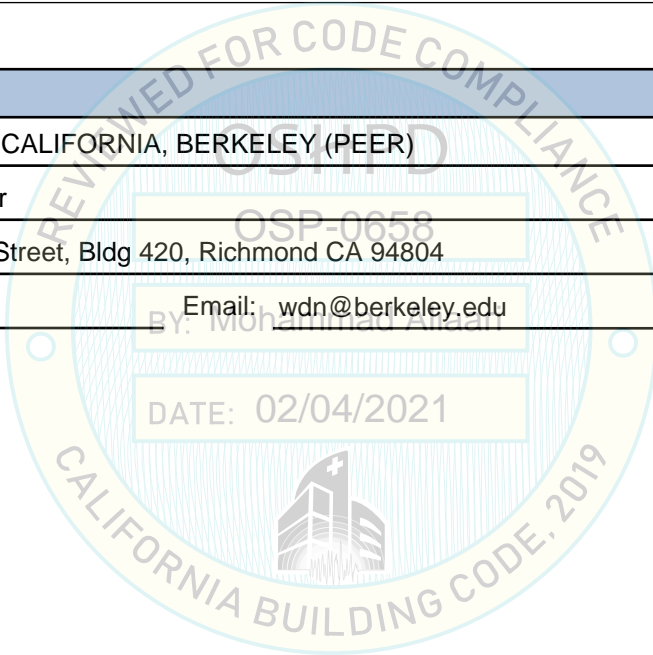 REVIEWED FOR CODE COMPLIANCE
CALIFORNIA, BERKELEY (PEER)
OSHPD
r
OSP-0658
Street, Bldg 420, Richmond CA 94804
Email: wdn@berkeley.edu
BY: Mohammad
DATE: 02/04/2021
CALIFORNIA BUILDING CODE, 2019